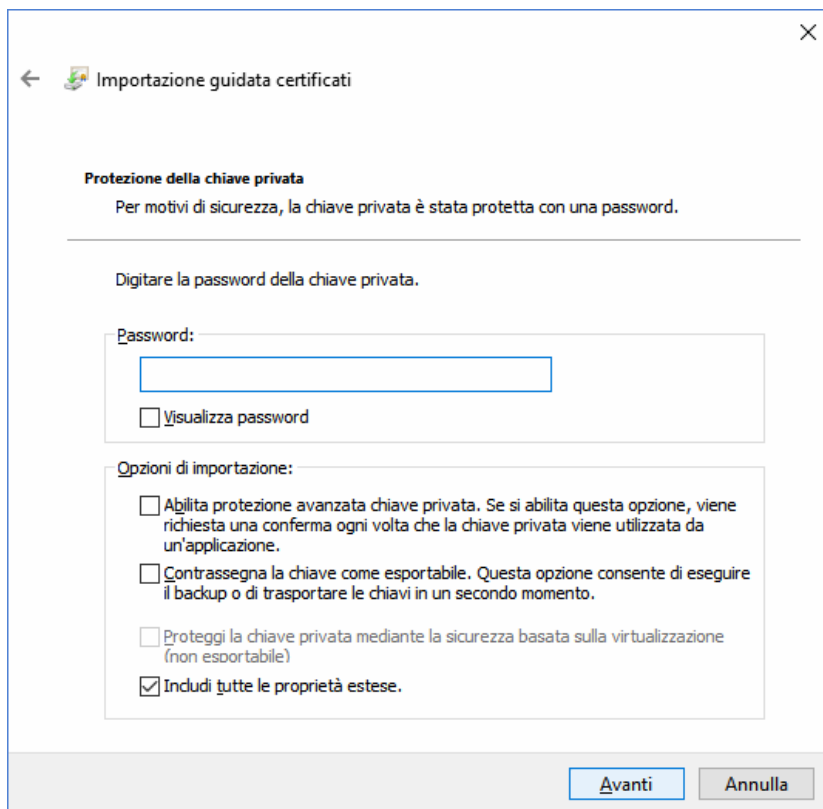 Importazione guidata certificati
Protezione della chiave privata
Per motivi di sicurezza, la chiave privata è stata protetta con una password.
Digitare la password della chiave privata.
Password:
Visualizza password
Opzioni di importazione:
Abilita protezione avanzata chiave privata. Se si abilita questa opzione, viene
richiesta una conferma ogni volta che la chiave privata viene utilizzata da
un'applicazione.
Contrassegna la chiave come esportabile. Questa opzione consente di eseguire
il backup o di trasportare le chiavi in un secondo momento.
Proteggi la chiave privata mediante la sicurezza basata sulla virtualizzazione
(non esportabile)
Includi tutte le proprietà estese.
Avanti
Annulla